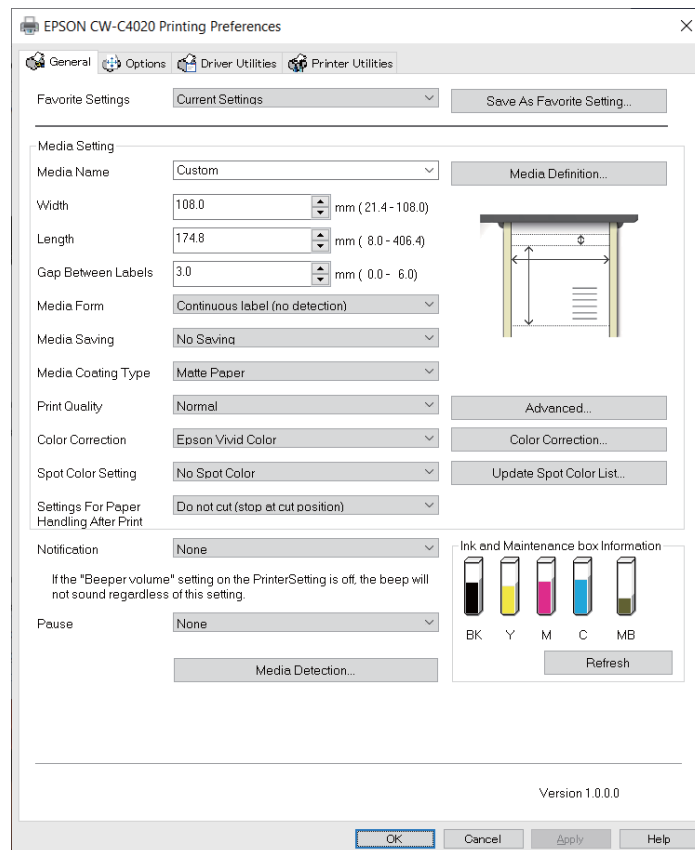 EPSON CW-C4020 Printing Preferences
General Options Driver Utilities Printer Utilities
Favorite Settings Current Settings Save As Favorite Setting...
Media Setting
Media Name Custom Media Definition...
Width 108.0 mm ( 21.4 - 108.0)
Length 174.8 mm ( 8.0 - 406.4)
Gap Between Labels 3.0 mm ( 0.0 - 6.0)
Media Form Continuous label (no detection)
Media Saving No Saving
Media Coating Type Matte Paper
Print Quality Normal Advanced...
Color Correction Epson Vivid Color Color Correction...
Spot Color Setting No Spot Color Update Spot Color List...
Settings For Paper Do not cut (stop at cut position)
Handling After Print
Notification None Ink and Maintenance box Information
If the "Beeper volume" setting on the PrinterSetting is off, the beep will
not sound regardless of this setting.
Pause None
BK Y M C MB
Refresh
Media Detection...
Version 1.0.0.0
OK Cancel Apply Help